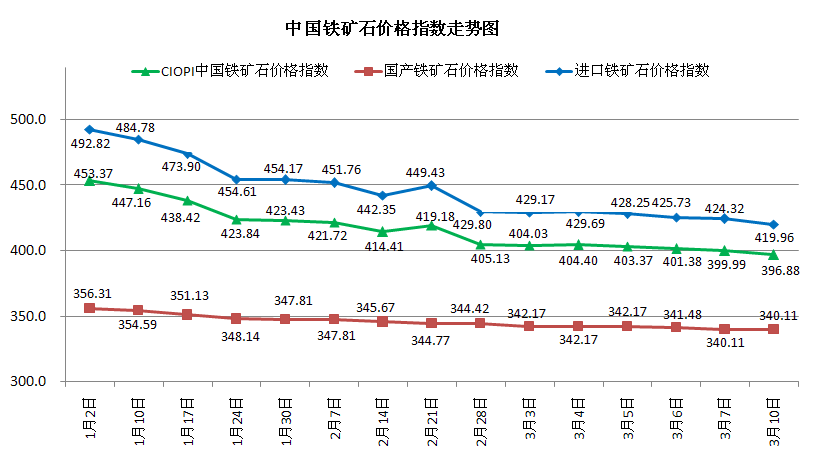 中国铁矿石价格指数走势图
CIOPI中国铁矿石价格指数 国产铁矿石价格指数 进口铁矿石价格指数
500.0
450.0
400.0
350.0
300.0
492.82 484.78 473.90 454.61 454.17 451.76 442.35 449.43 429.80 429.17 429.69 428.25 425.73 424.32 419.96
453.37 447.16 438.42 423.84 423.43 421.72 414.41 419.18 405.13 404.03 404.40 403.37 401.38 399.99 396.88
356.31 354.59 351.13 348.14 347.81 347.81 345.67 344.77 344.42 342.17 342.17 342.17 341.48 340.11 340.11
1月2日 1月10日 1月17日 1月24日 1月30日 2月7日 2月14日 2月21日 2月28日 3月3日 3月4日 3月5日 3月6日 3月7日 3月10日